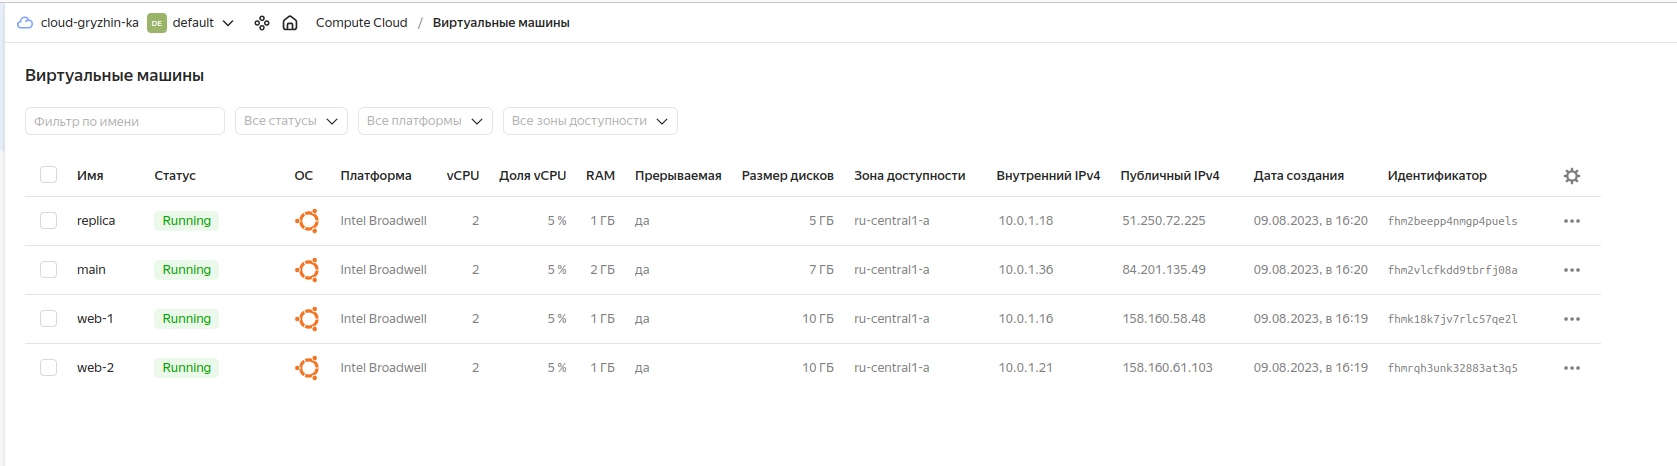 cloud-gryzhin-ka DE default Compute Cloud / Виртуальные машины
Виртуальные машины
Фильтр по имени Все статусы Все платформы Все зоны доступности
Имя Статус ОС Платформа vCPU Доля vCPU RAM Прерываемая Размер дисков Зона доступности Внутренний IPv4 Публичный IPv4 Дата создания Идентификатор
replica Running Intel Broadwell 2 5 % 1 ГБ да 5 ГБ ru-central1-a 10.0.1.18 51.250.72.225 09.08.2023, в 16:20 fhm2beepp4nmgp4puels
main Running Intel Broadwell 2 5 % 2 ГБ да 7 ГБ ru-central1-a 10.0.1.36 84.201.135.49 09.08.2023, в 16:20 fhm2vlcfkdd9tbrfj08a
web-1 Running Intel Broadwell 2 5 % 1 ГБ да 10 ГБ ru-central1-a 10.0.1.16 158.160.58.48 09.08.2023, в 16:19 fhmk18k7jv7rlc57qe2l
web-2 Running Intel Broadwell 2 5 % 1 ГБ да 10 ГБ ru-central1-a 10.0.1.21 158.160.61.103 09.08.2023, в 16:19 fhmrqh3unk32883at3q5